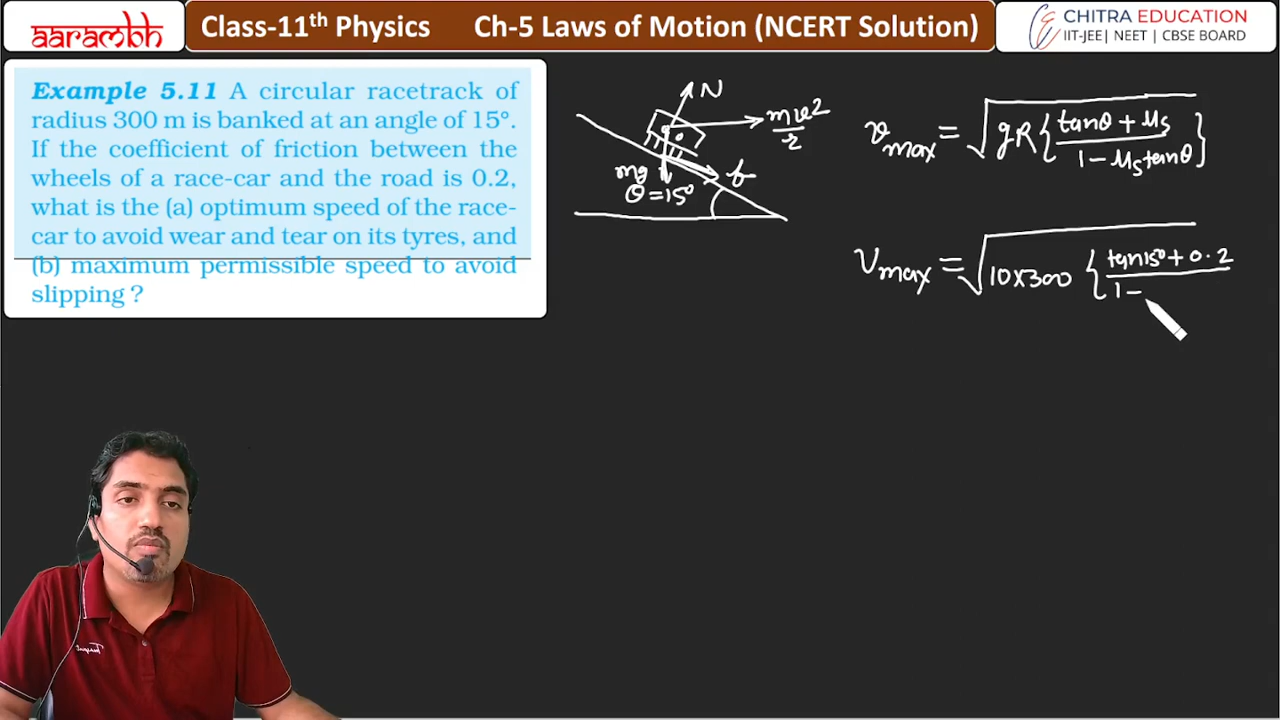 aarambh
Class-11th Physics Ch-5 Laws of Motion (NCERT Solution)
CHITRA EDUCATION
IIT-JEE| NEET | CBSE BOARD
Example 5.11 A circular racetrack of
radius 300 m is banked at an angle of 15°.
If the coefficient of friction between the
wheels of a race-car and the road is 0.2,
what is the (a) optimum speed of the race-
car to avoid wear and tear on its tyres, and
(b) maximum permissible speed to avoid
slipping ?
N
mv²/r
mg
f
θ = 15°
v max = √gR{tanθ + μs / 1 - μs tanθ}
Vmax = √10×300 {tan15° + 0.2 / 1 -